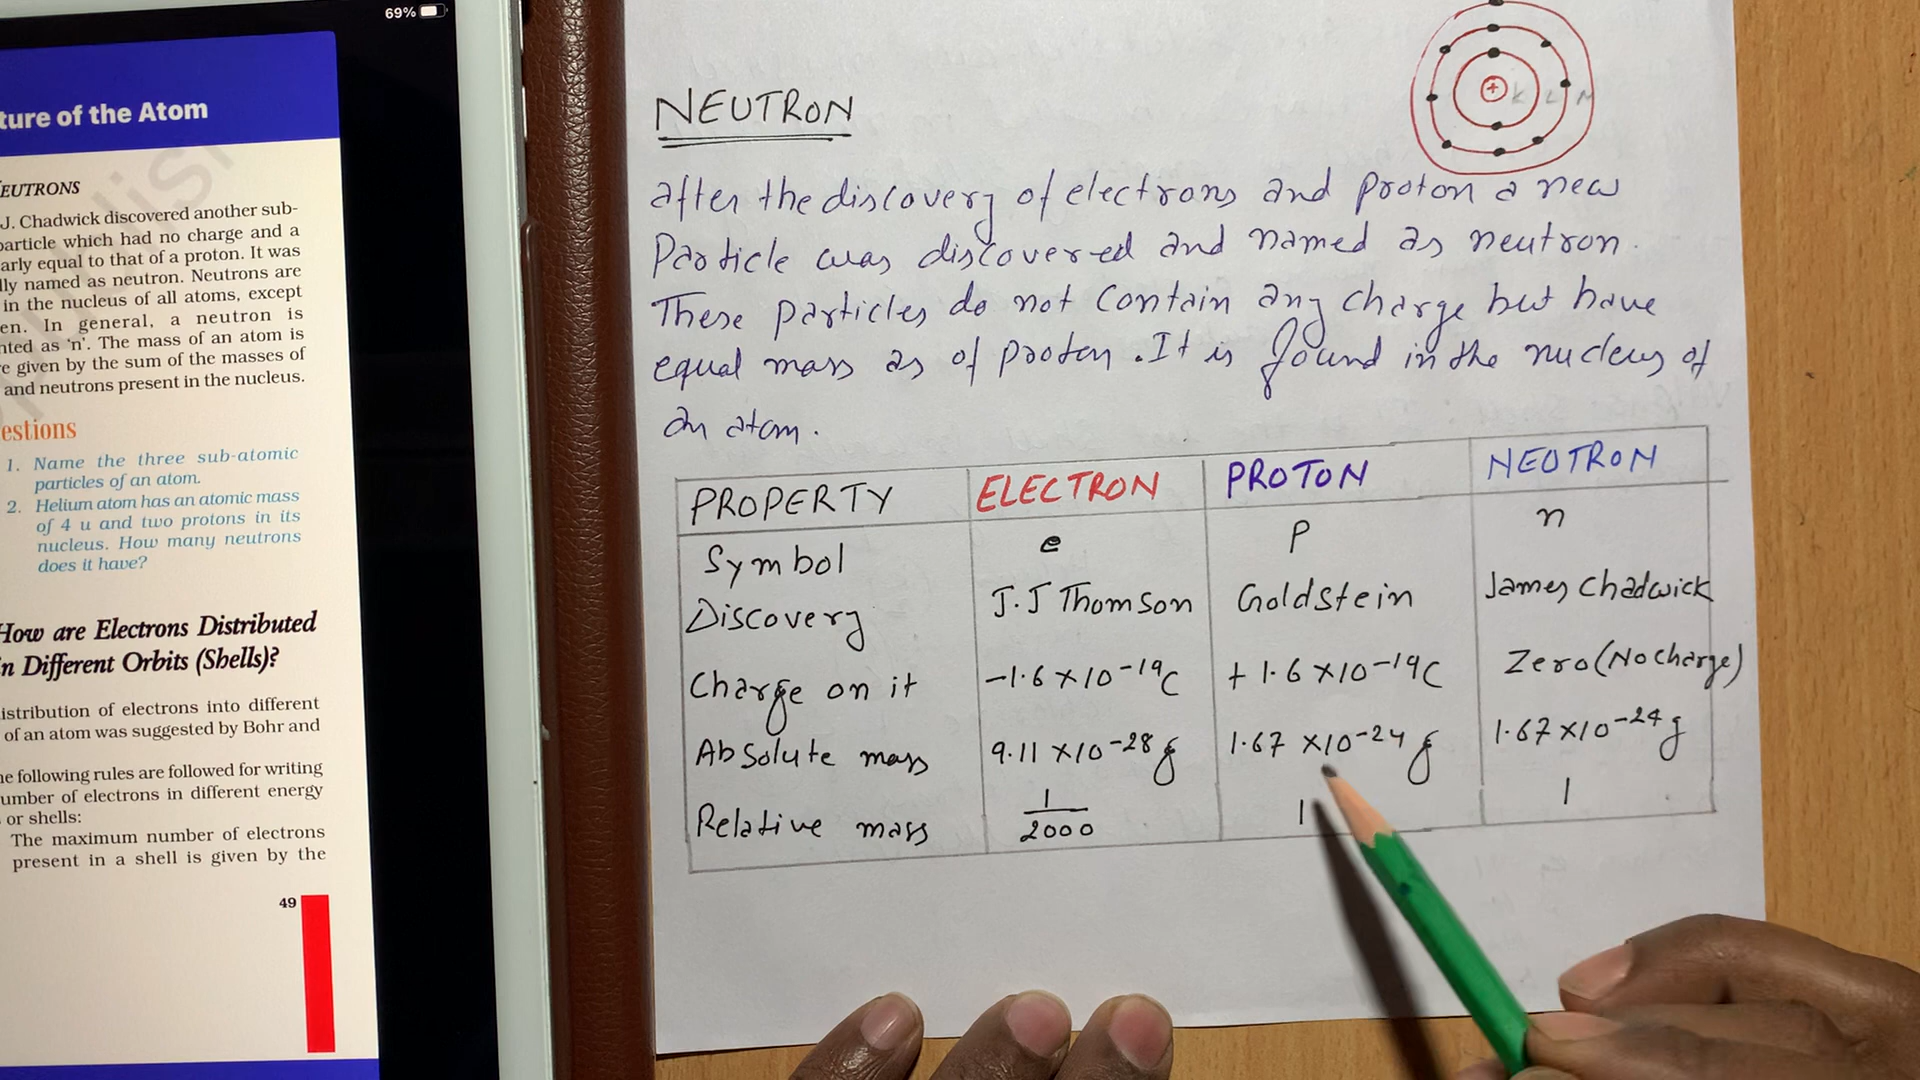 69%
ture of the Atom
EUTRONS
J. Chadwick discovered another sub-
particle which had no charge and a
arly equal to that of a proton. It was
lly named as neutron. Neutrons are
in the nucleus of all atoms, except
en. In general, a neutron is
nted as 'n'. The mass of an atom is
e given by the sum of the masses of
and neutrons present in the nucleus.
estions
1. Name the three sub-atomic
particles of an atom.
2. Helium atom has an atomic mass
of 4 u and two protons in its
nucleus. How many neutrons
does it have?
How are Electrons Distributed
n Different Orbits (Shells)?
istribution of electrons into different
of an atom was suggested by Bohr and
he following rules are followed for writing
umber of electrons in different energy
or shells:
The maximum number of electrons
present in a shell is given by the
49
+ K L M
NEUTRON
after the discovery of electrons and proton a new
Particle was discovered and named as neutron.
These particles do not contain any charge but have
equal mass as of proton. It is found in the nucleus of
an atom.
PROPERTY ELECTRON PROTON NEUTRON
Symbol e P n
Discovery J.J Thomson Goldstein James Chadwick
Charge on it -1.6×10⁻¹⁹C +1.6×10⁻¹⁹C Zero (No charge)
Absolute mass 9.11×10⁻²⁸g 1.67×10⁻²⁴g 1.67×10⁻²⁴g
Relative mass 1/2000 1 1